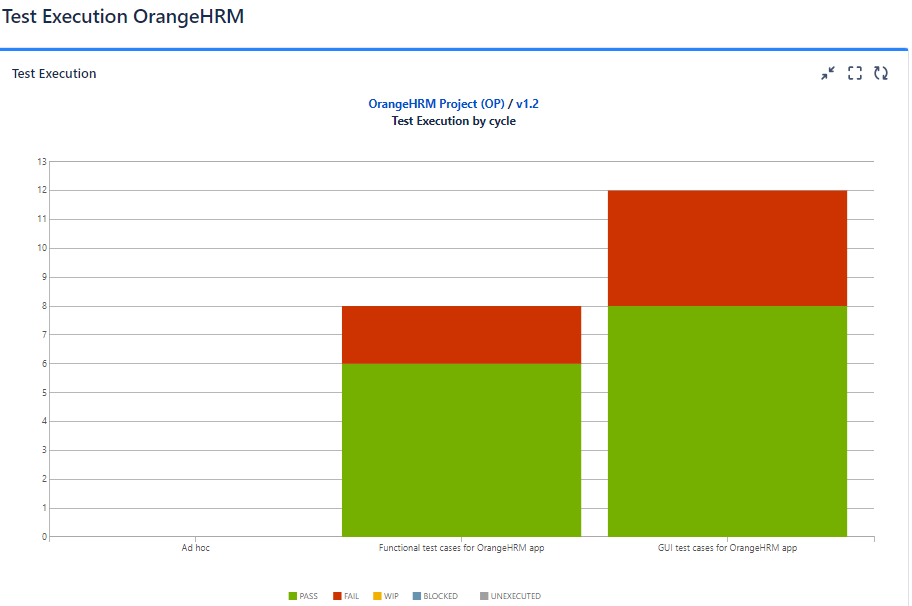 Test Execution OrangeHRM
Test Execution
OrangeHRM Project (OP) / v1.2
Test Execution by cycle
13
12
11
10
9
8
7
6
5
4
3
2
1
0
Ad hoc
Functional test cases for OrangeHRM app
GUI test cases for OrangeHRM app
PASS FAIL WIP BLOCKED UNEXECUTED